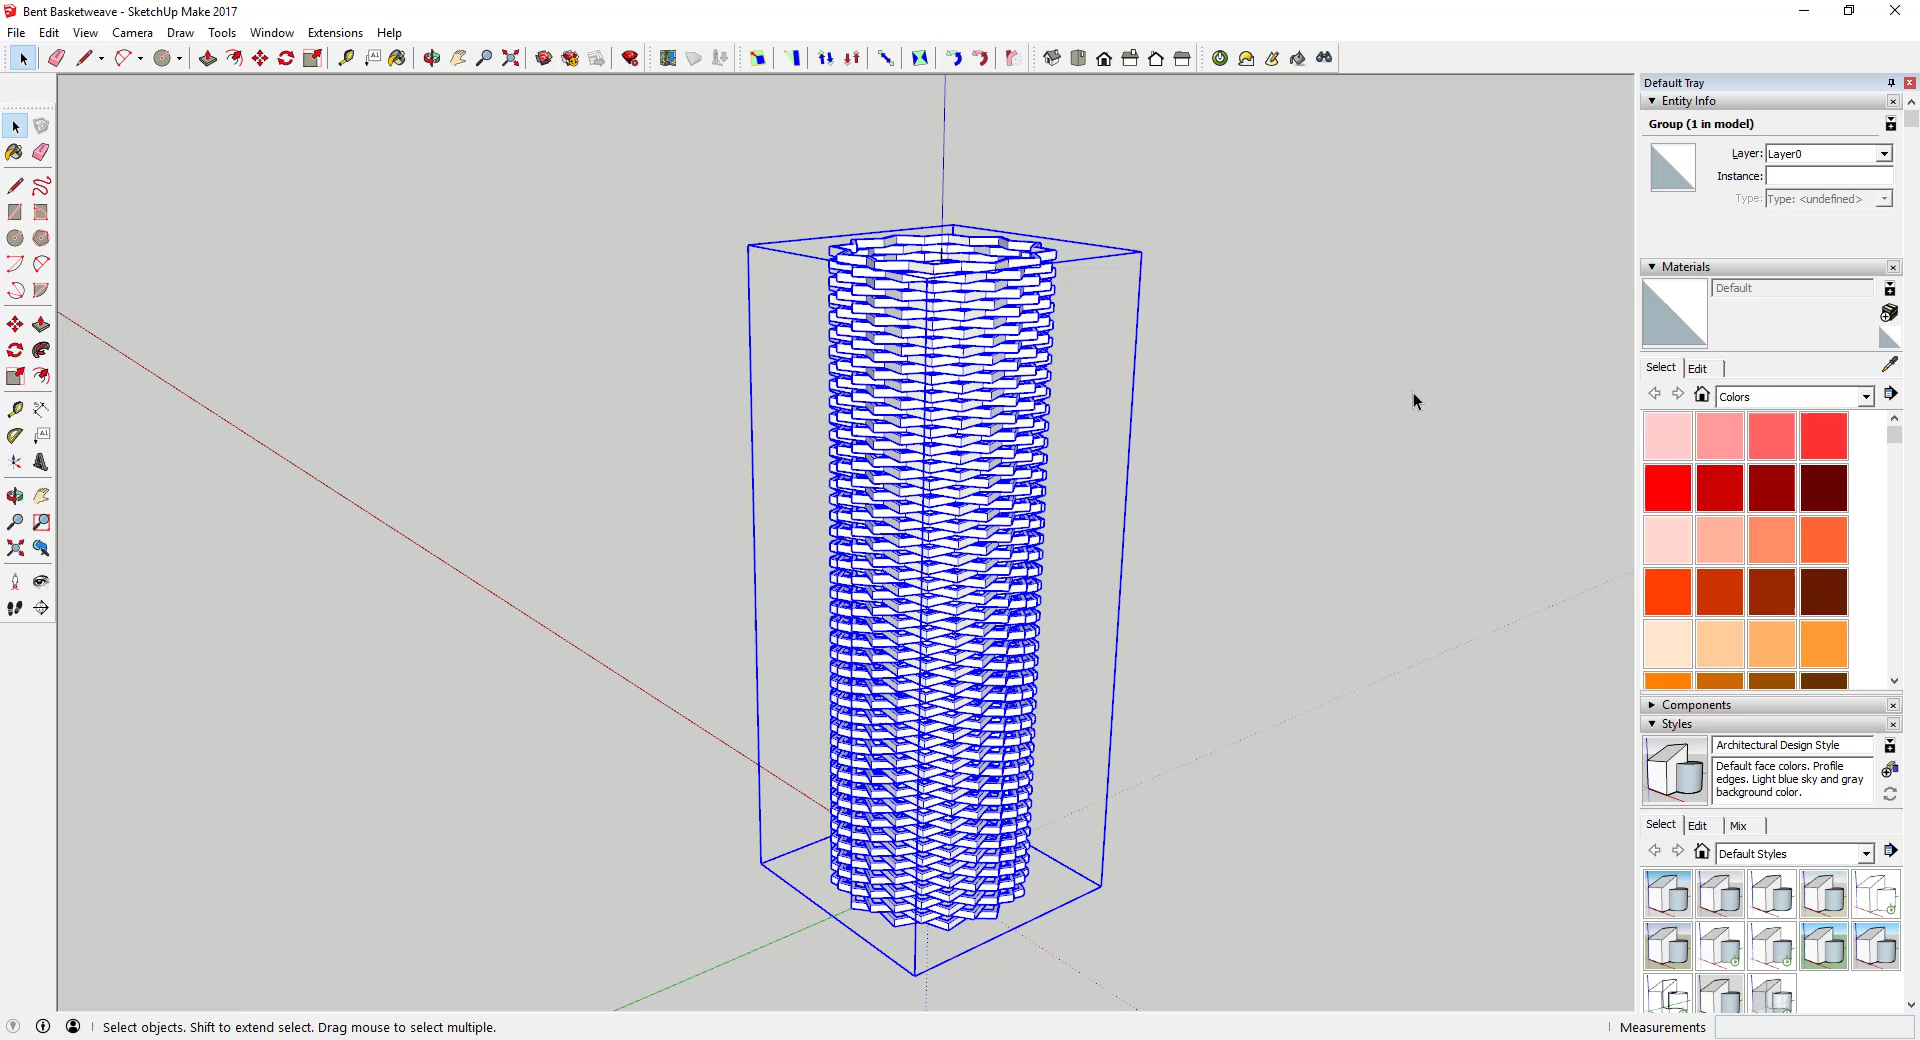 Bent Basketweave - SketchUp Make 2017
File Edit View Camera Draw Tools Window Extensions Help
Default Tray
Entity Info
Group (1 in model)
Layer: Layer0
Instance:
Type: Type: <undefined>
Materials
Default
Select Edit
Colors
Components
Styles
Architectural Design Style
Default face colors. Profile
edges. Light blue sky and gray
background color.
Select Edit Mix
Default Styles
Select objects. Shift to extend select. Drag mouse to select multiple.
Measurements